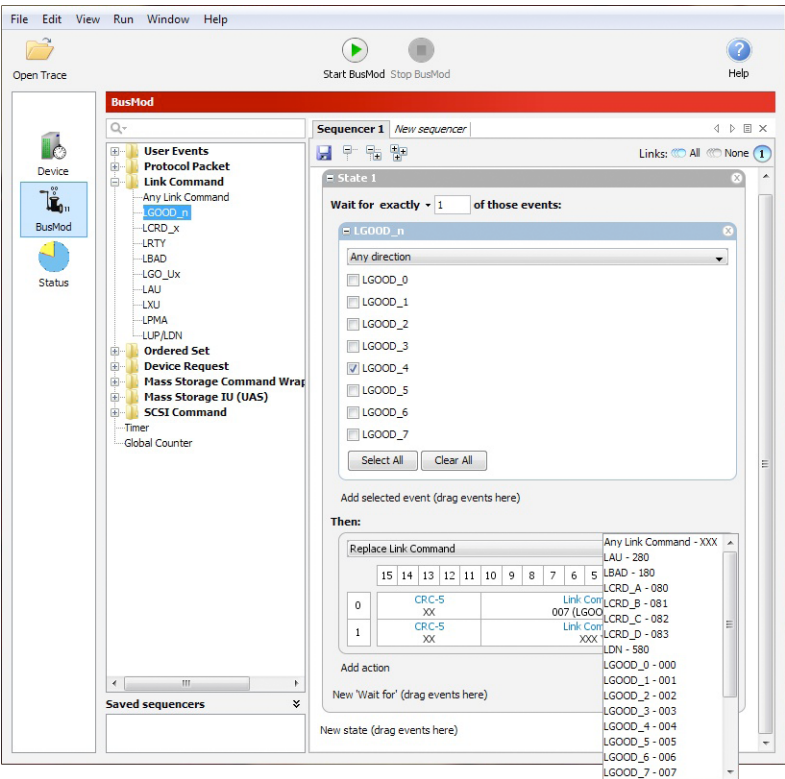 File Edit View Run Window Help
Open Trace
Start BusMod Stop BusMod
Help
BusMod
Device
BusMod
Status
User Events
Protocol Packet
Link Command
Any Link Command
LGOOD_n
LCRD_x
LRTY
LBAD
LGO_Ux
LAU
LXU
LPMA
LUP/LDN
Ordered Set
Device Request
Mass Storage Command Wrap
Mass Storage IU (UAS)
SCSI Command
Timer
Global Counter
Saved sequencers
Sequencer 1 New sequencer
Links: All None 1
State 1
Wait for exactly 1 of those events:
LGOOD_n
Any direction
LGOOD_0
LGOOD_1
LGOOD_2
LGOOD_3
LGOOD_4
LGOOD_5
LGOOD_6
LGOOD_7
Select All Clear All
Add selected event (drag events here)
Then:
Replace Link Command
15 14 13 12 11 10 9 8 7 6 5
0 CRC-5 Link Com
XX 007 (LGOO
1 CRC-5 Link Com
XX XXX
Add action
New 'Wait for' (drag events here)
New state (drag events here)
Any Link Command - XXX
LAU - 280
LBAD - 180
LCRD_A - 080
LCRD_B - 081
LCRD_C - 082
LCRD_D - 083
LDN - 580
LGOOD_0 - 000
LGOOD_1 - 001
LGOOD_2 - 002
LGOOD_3 - 003
LGOOD_4 - 004
LGOOD_5 - 005
LGOOD_6 - 006
LGOOD_7 - 007